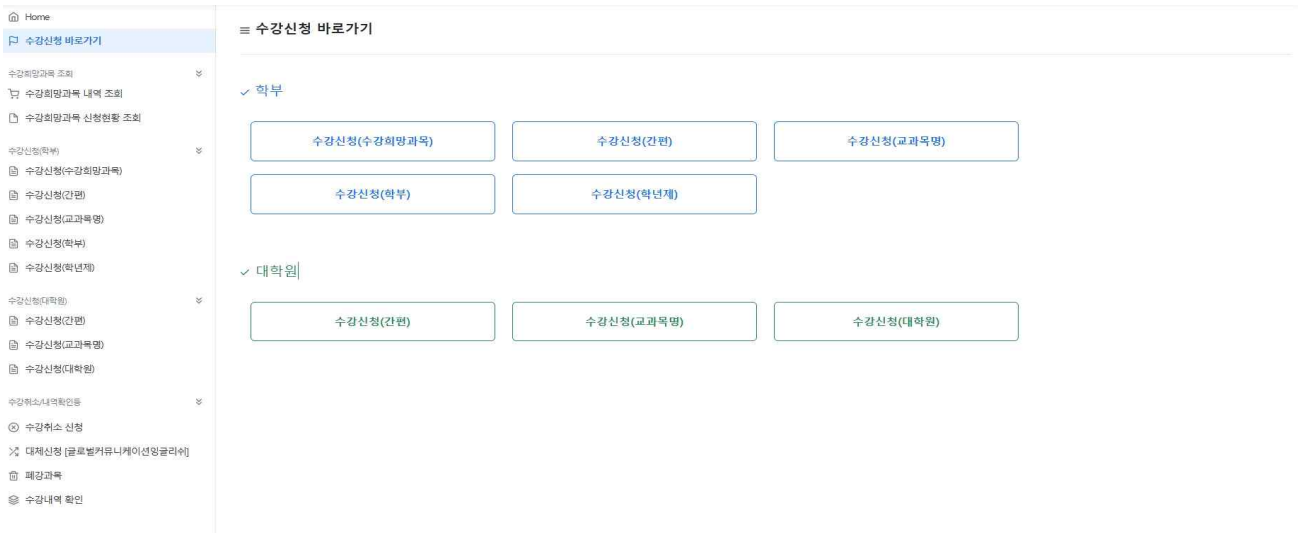 Home
수강신청 바로가기
수강희망과목 조회
수강희망과목 내역 조회
수강희망과목 신청현황 조회
수강신청(학부)
수강신청(수강희망과목)
수강신청(간편)
수강신청(교과목명)
수강신청(학부)
수강신청(학년제)
수강신청(대학원)
수강신청(간편)
수강신청(교과목명)
수강신청(대학원)
수강취소/내역확인등
수강취소 신청
대체신청 [글로벌커뮤니케이션잉글리쉬]
폐강과목
수강내역 확인
수강신청 바로가기
학부
수강신청(수강희망과목) 수강신청(간편) 수강신청(교과목명)
수강신청(학부) 수강신청(학년제)
대학원
수강신청(간편) 수강신청(교과목명) 수강신청(대학원)